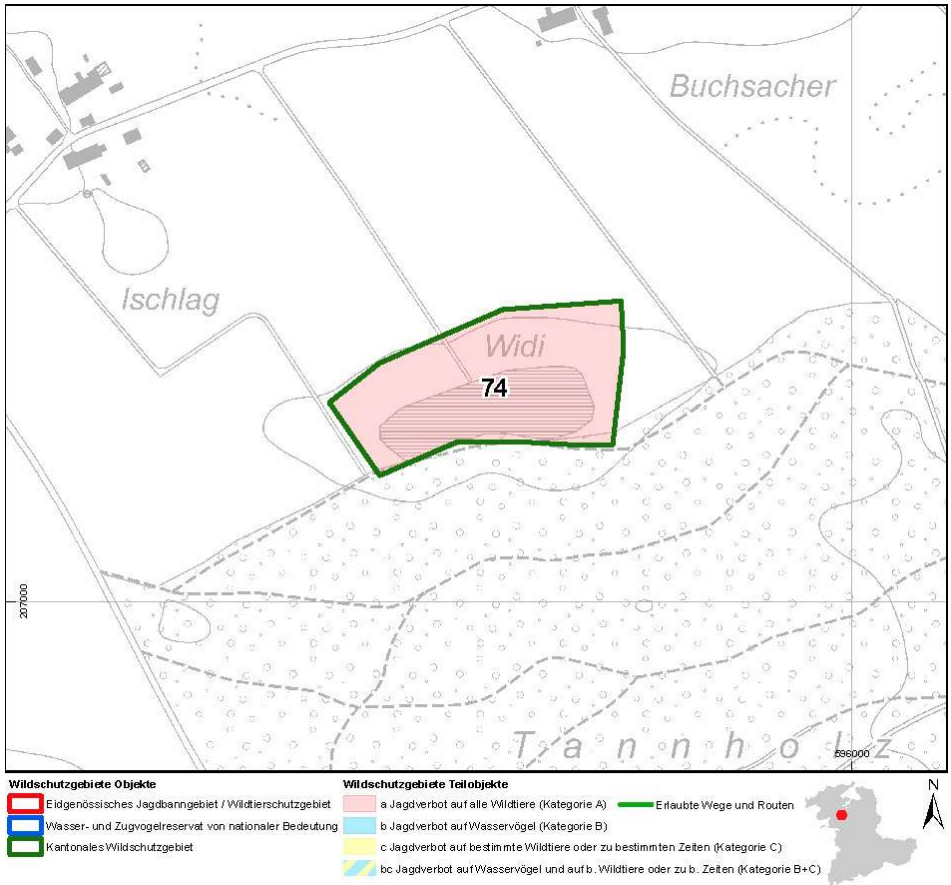 Buchsacher
Ischlag
Widi
74
207000
Tannholz
596000
Wildschutzgebiete Objekte
Eidgenössisches Jagdbanngebiet / Wildtierschutzgebiet
Wasser- und Zugvogelreservat von nationaler Bedeutung
Kantonales Wildschutzgebiet
Wildschutzgebiete Teilobjekte
a Jagdverbot auf alle Wildtiere (Kategorie A)
b Jagdverbot auf Wasservögel (Kategorie B)
c Jagdverbot auf bestimmte Wildtiere oder zu bestimmten Zeiten (Kategorie C)
bc Jagdverbot auf Wasservögel und auf b. Wildtiere oder zu b. Zeiten (Kategorie B+C)
Erlaubte Wege und Routen
N